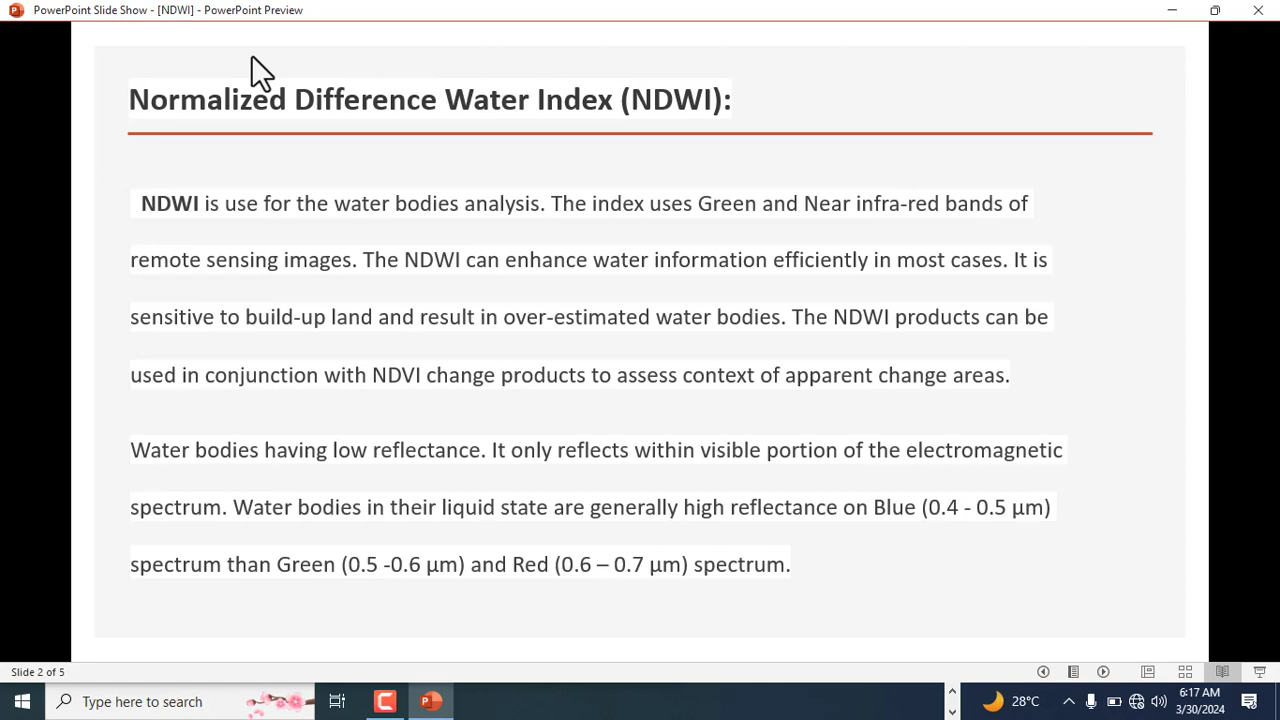 PowerPoint Slide Show - [NDWI] - PowerPoint Preview
Normalized Difference Water Index (NDWI):
NDWI is use for the water bodies analysis. The index uses Green and Near infra-red bands of
remote sensing images. The NDWI can enhance water information efficiently in most cases. It is
sensitive to build-up land and result in over-estimated water bodies. The NDWI products can be
used in conjunction with NDVI change products to assess context of apparent change areas.
Water bodies having low reflectance. It only reflects within visible portion of the electromagnetic
spectrum. Water bodies in their liquid state are generally high reflectance on Blue (0.4 - 0.5 µm)
spectrum than Green (0.5 -0.6 µm) and Red (0.6 – 0.7 µm) spectrum.
Slide 2 of 5
Type here to search
28°C
6:17 AM
3/30/2024